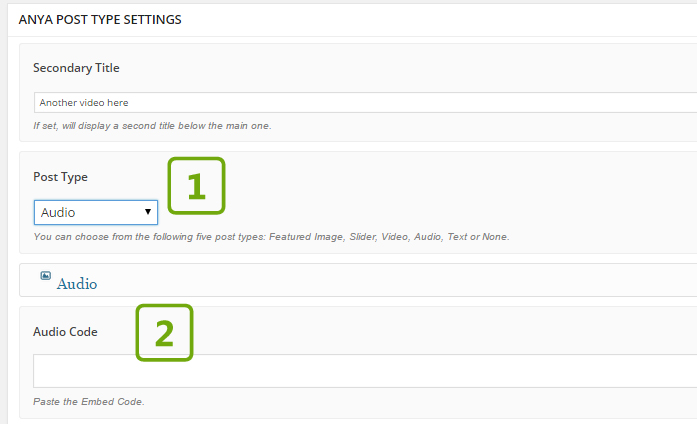 ANYA POST TYPE SETTINGS
Secondary Title
Another video here
If set, will display a second title below the main one.
Post Type
1
Audio
You can choose from the following five post types: Featured Image, Slider, Video, Audio, Text or None.
Audio
Audio Code
2
Paste the Embed Code.